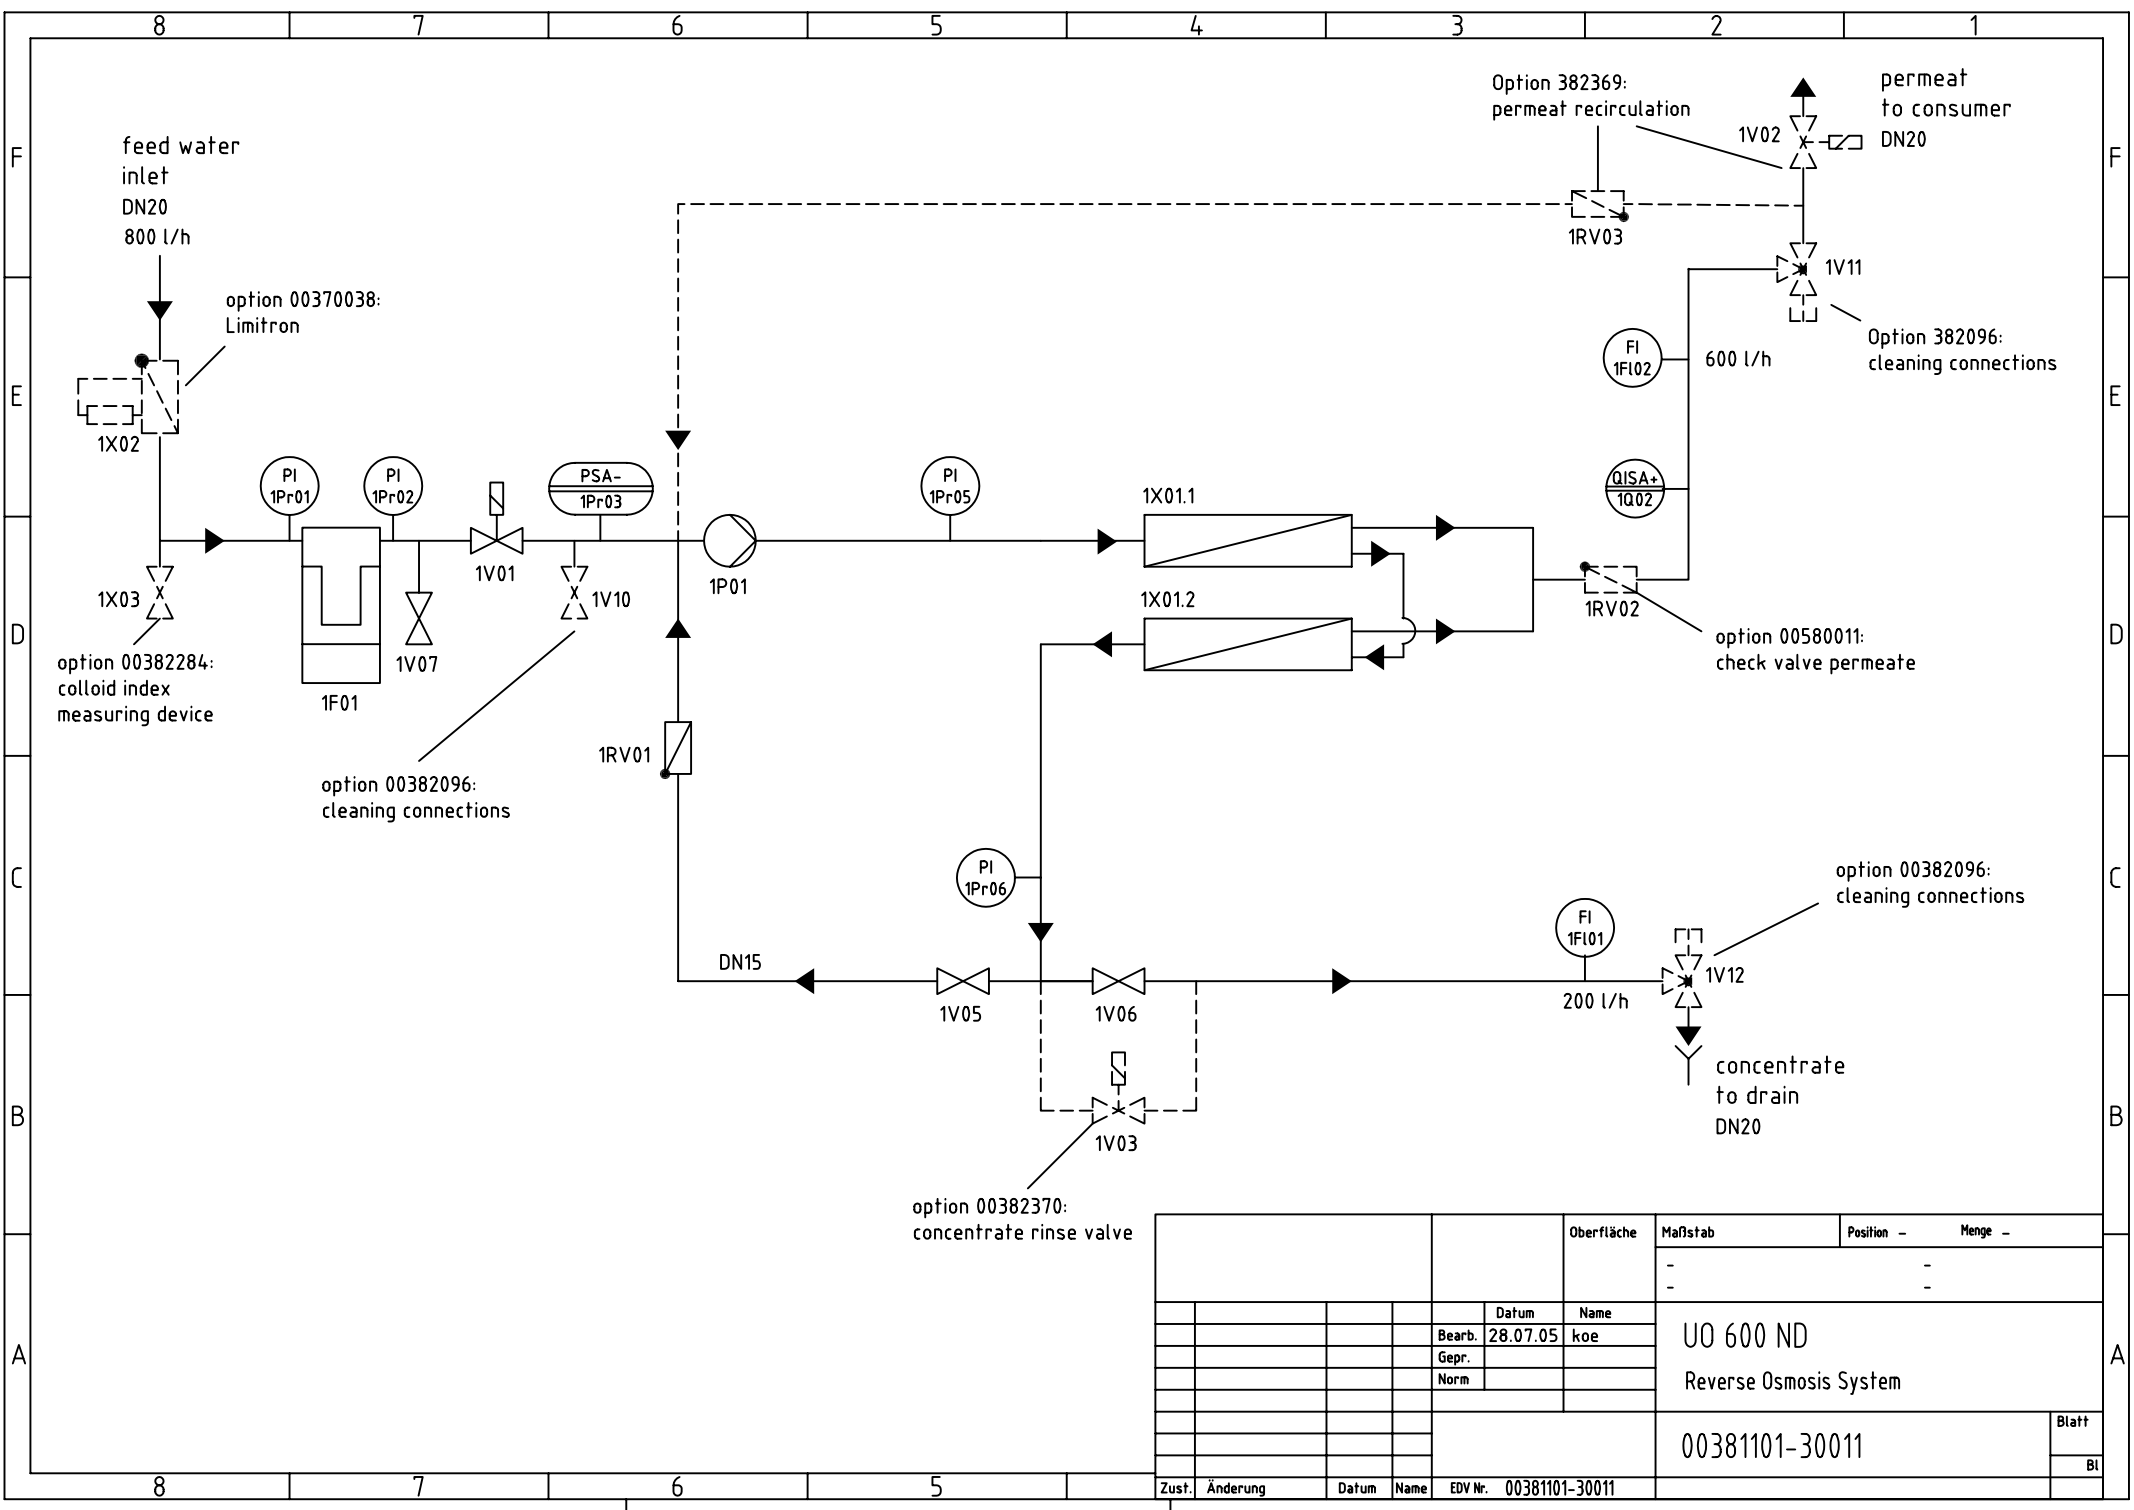 8 7 6 5 4 3 2 1
F
E
D
C
B
A
F
E
D
C
B
A
feed water
inlet
DN20
800 l/h
option 00370038:
Limitron
1X02
Option 382369:
permeat recirculation
1RV03
1V02
permeat
to consumer
DN20
1V11
Option 382096:
cleaning connections
FI
1Fl02
600 l/h
QISA+
1Q02
PI
1Pr01
PI
1Pr02
PSA-
1Pr03
PI
1Pr05
1X01.1
1X01.2
1X03
1V01
1V10
1P01
1RV02
option 00580011:
check valve permeate
option 00382284:
colloid index
measuring device
1F01
1V07
1RV01
option 00382096:
cleaning connections
PI
1Pr06
FI
1Fl01
option 00382096:
cleaning connections
DN15
1V05
1V06
200 l/h
1V12
concentrate
to drain
DN20
1V03
option 00382370:
concentrate rinse valve
Oberfläche
Maßstab
Position -
Menge -
- -
- -
Datum Name
Bearb. 28.07.05 koe
Gepr.
Norm
UO 600 ND
Reverse Osmosis System
00381101-30011
Blatt
Bl
Zust. Änderung Datum Name EDV Nr. 00381101-30011
8 7 6 5